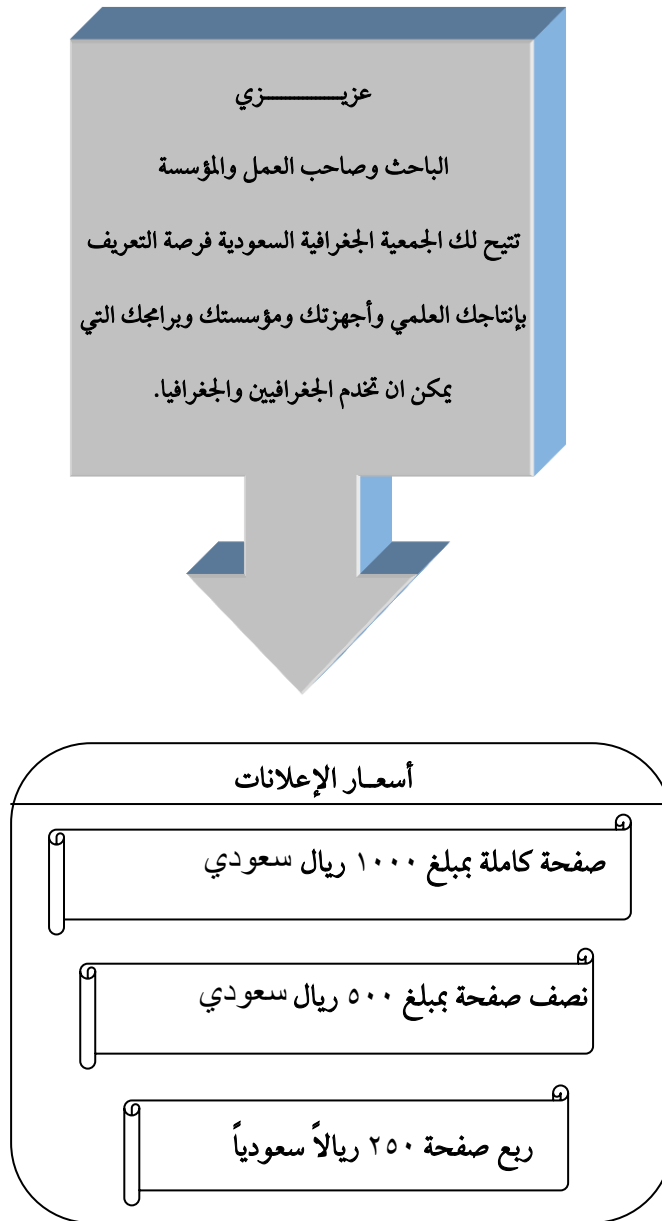 عزيـــــــــزي
الباحث وصاحب العمل والمؤسسة
تتيح لك الجمعية الجغرافية السعودية فرصة التعريف
بإنتاجك العلمي وأجهزتك ومؤسستك وبرامجك التي
يمكن ان تخدم الجغرافيين والجغرافيا.
أسعــار الإعلانات
صفحة كاملة بمبلغ ١٠٠٠ ريال سعودي
نصف صفحة بمبلغ ٥٠٠ ريال سعودي
ربع صفحة ٢٥٠ ريالاً سعودياً